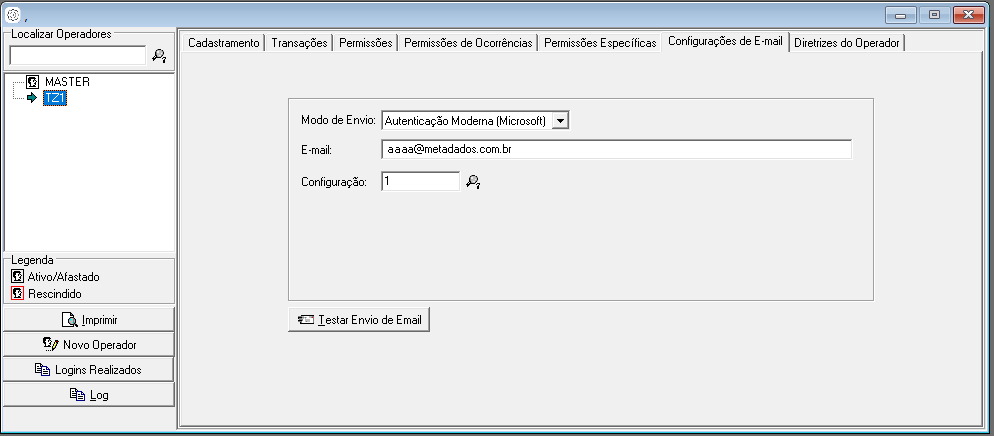 ,
Localizar Operadores
MASTER
TZ1
Legenda
Ativo/Afastado
Rescindido
Imprimir
Novo Operador
Logins Realizados
Log
Cadastramento Transações Permissões Permissões de Ocorrências Permissões Específicas Configurações de E-mail Diretrizes do Operador
Modo de Envio: Autenticação Moderna (Microsoft)
E-mail: aaaa@metadados.com.br
Configuração: 1
Testar Envio de Email